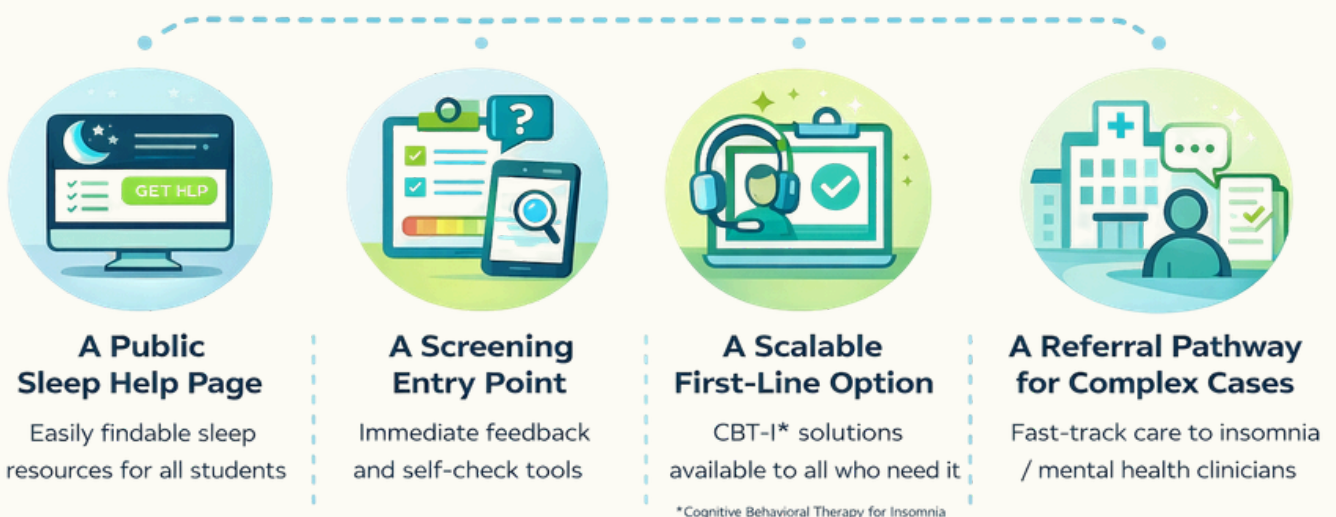 GET HLP
?
A Public
Sleep Help Page
Easily findable sleep
resources for all students
A Screening
Entry Point
Immediate feedback
and self-check tools
A Scalable
First-Line Option
CBT-I* solutions
available to all who need it
*Cognitive Behavioral Therapy for Insomnia
A Referral Pathway
for Complex Cases
Fast-track care to insomnia
/ mental health clinicians